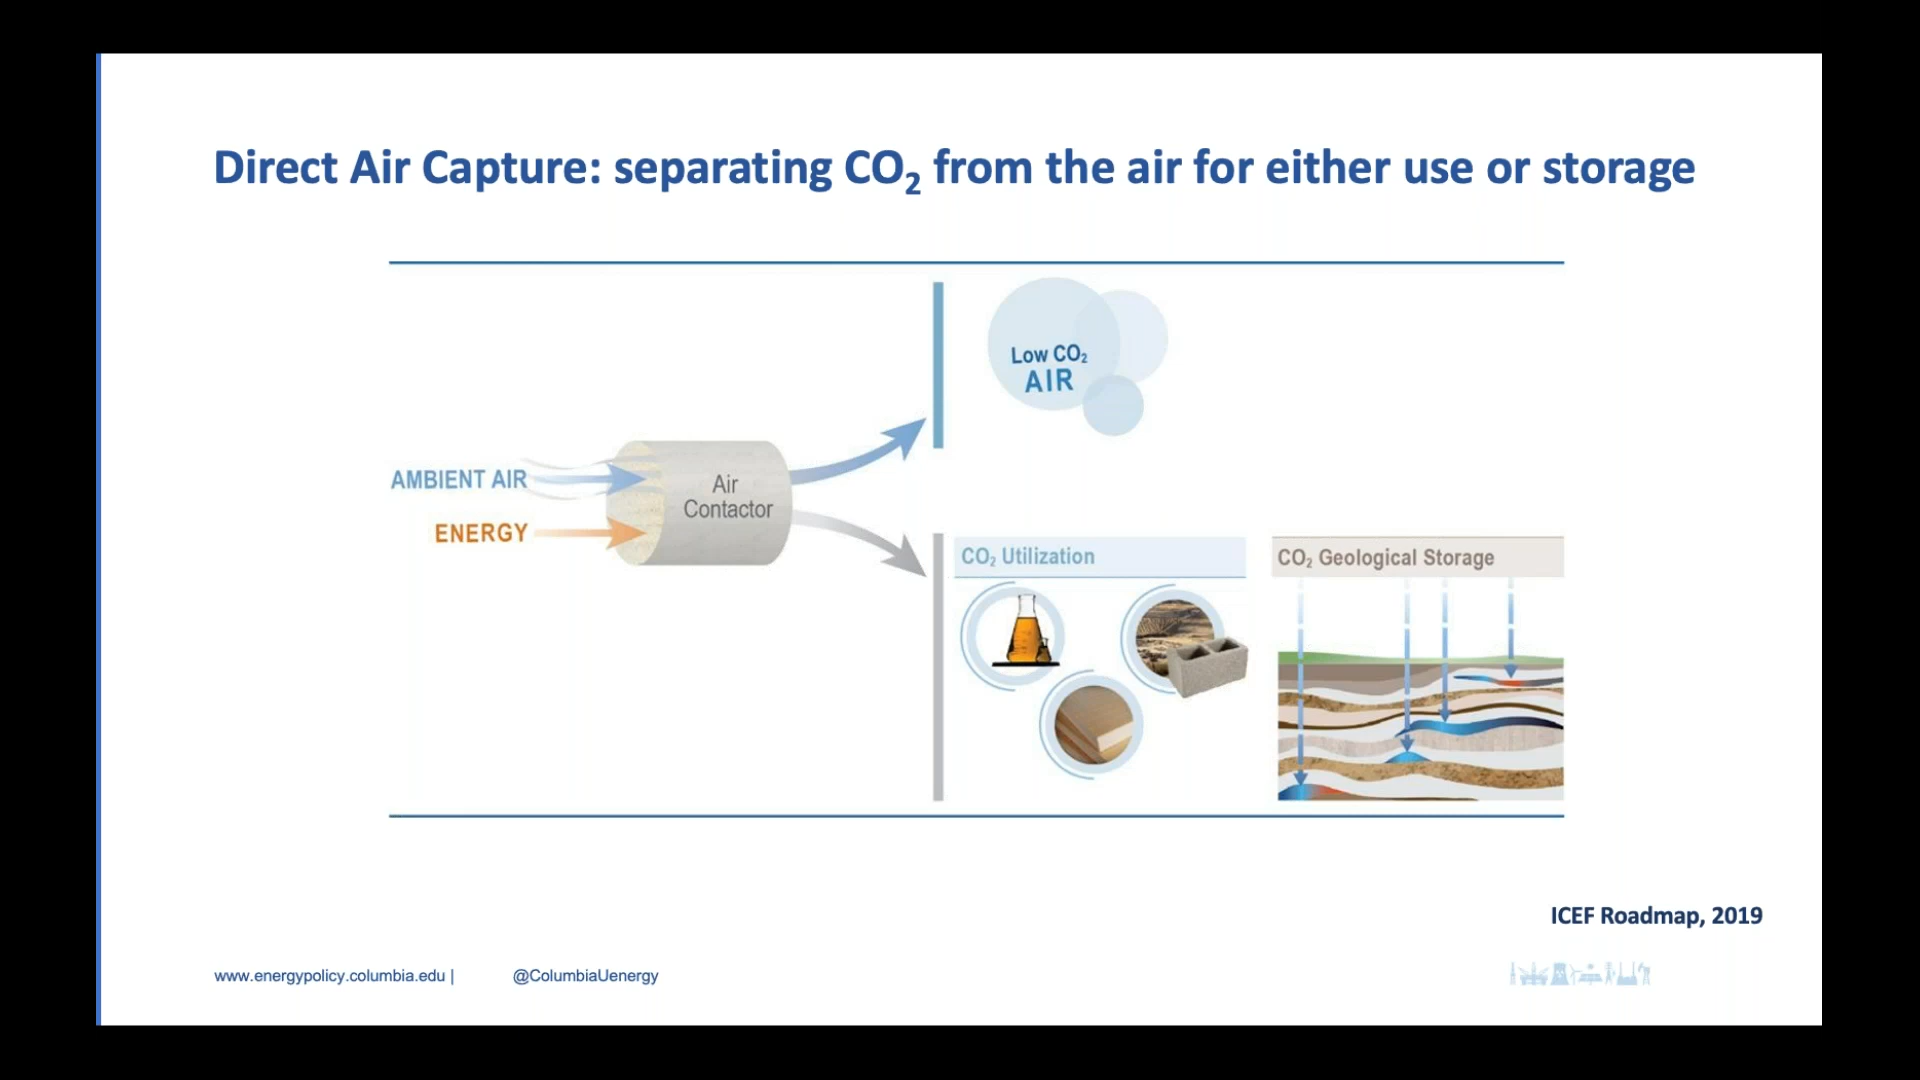 Direct Air Capture: separating CO₂ from the air for either use or storage
Low CO₂
AIR
AMBIENT AIR
ENERGY
Air
Contactor
CO₂ Utilization
CO₂ Geological Storage
ICEF Roadmap, 2019
www.energypolicy.columbia.edu |
@ColumbiaUenergy